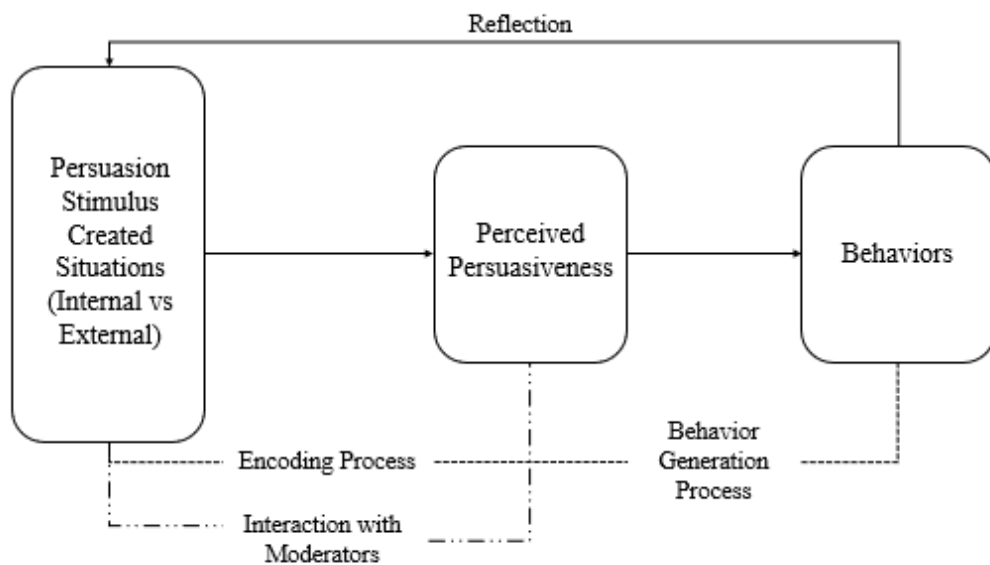 Reflection
Persuasion
Stimulus
Created
Situations
(Internal vs
External)
Perceived
Persuasiveness
Behaviors
Encoding Process
Behavior
Generation
Process
Interaction with
Moderators